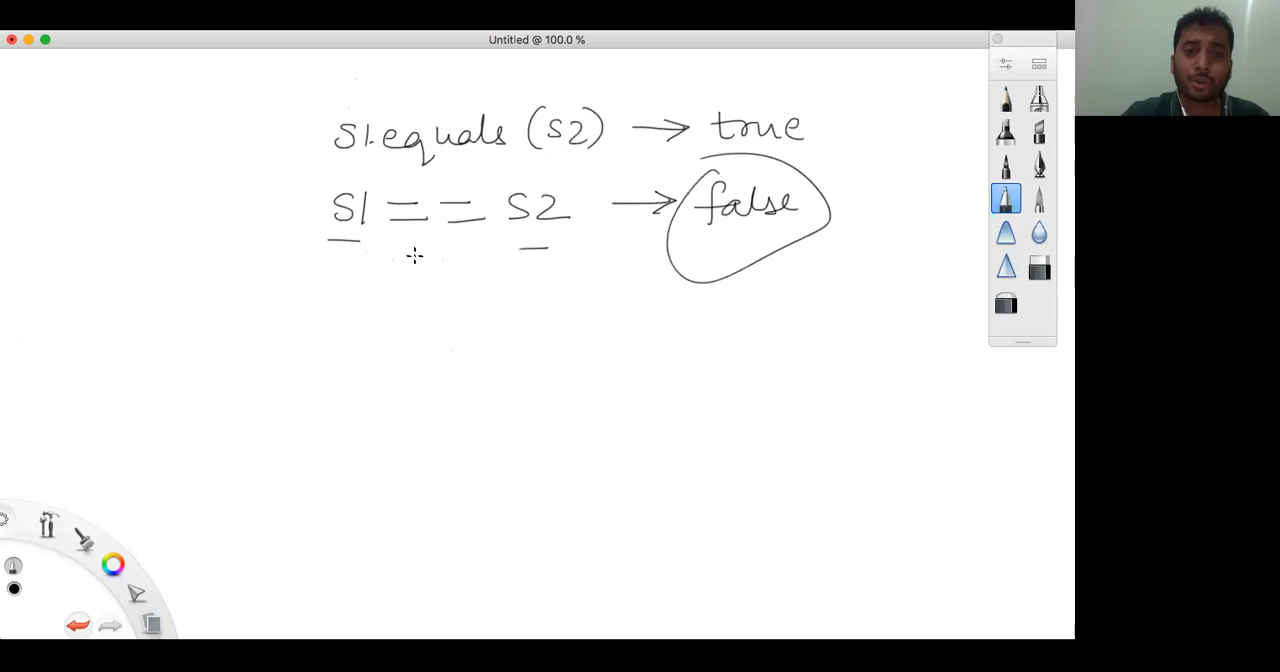 Untitled @ 100.0 %
S1.equals (S2) → true
S1 == S2 → false